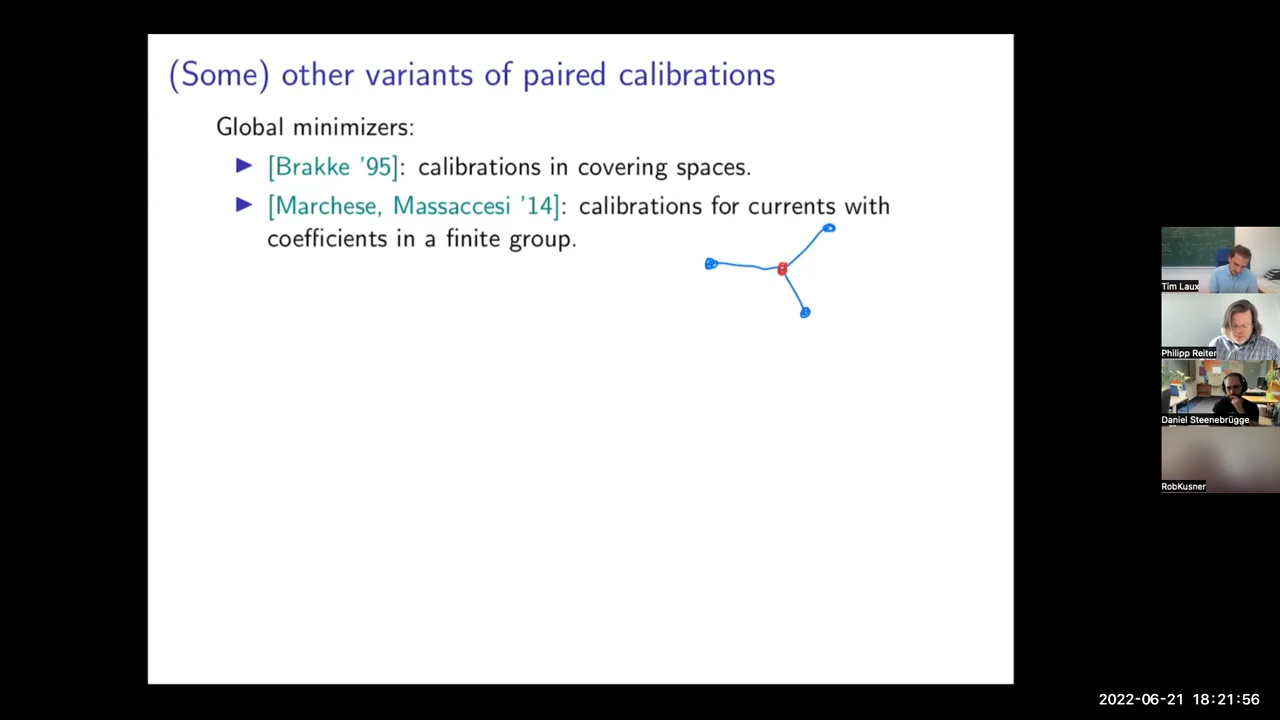 (Some) other variants of paired calibrations
Global minimizers:
▶ [Brakke '95]: calibrations in covering spaces.
▶ [Marchese, Massaccesi '14]: calibrations for currents with
coefficients in a finite group.
Tim Laux
Philipp Reiter
Daniel Steenebrügge
RobKusner
2022-06-21 18:21:56